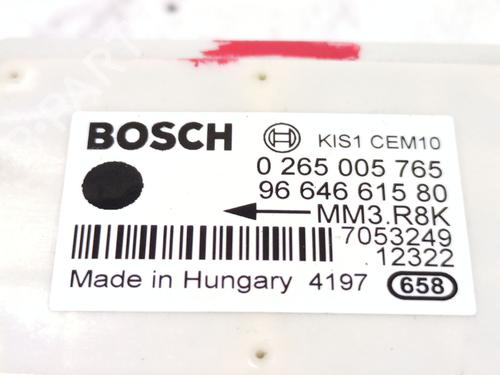 BOSCH KIS1 CEM10
0 265 005 765
96 646 615 80
MM3.R8K
7053249
12322
Made in Hungary 4197 658